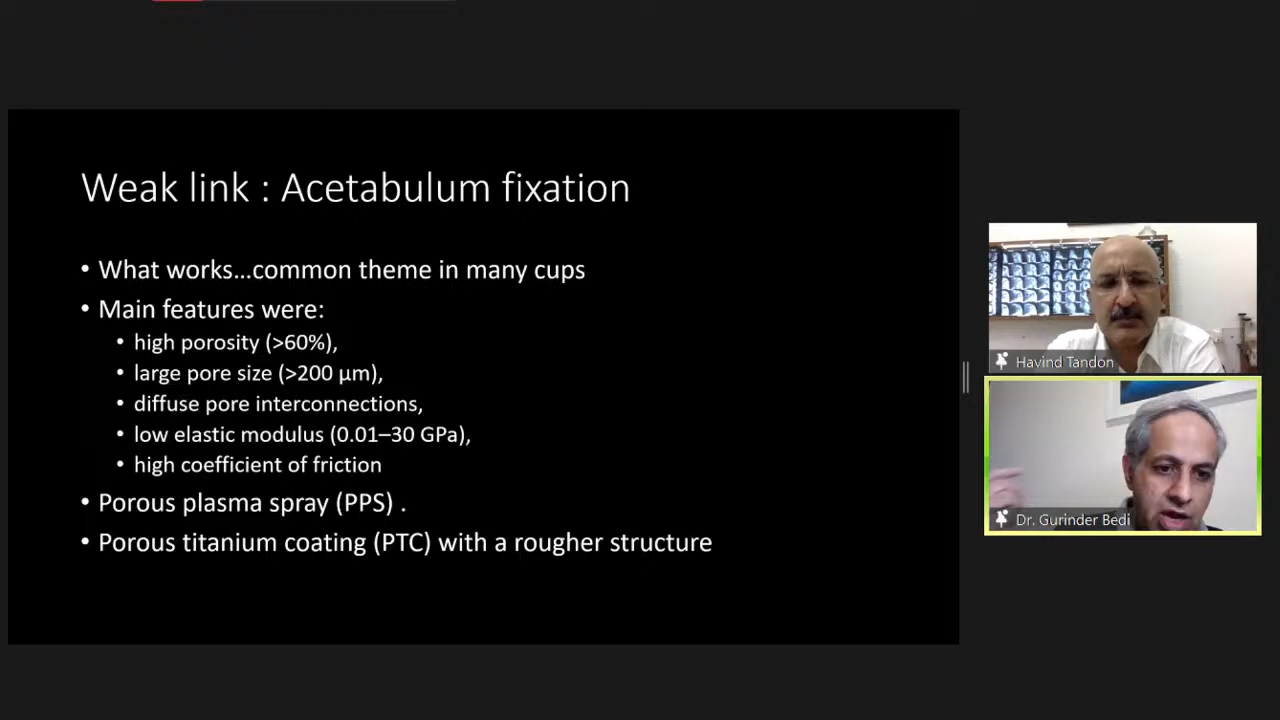 Weak link : Acetabulum fixation
• What works...common theme in many cups
• Main features were:
• high porosity (>60%),
• large pore size (>200 µm),
• diffuse pore interconnections,
• low elastic modulus (0.01–30 GPa),
• high coefficient of friction
• Porous plasma spray (PPS) .
• Porous titanium coating (PTC) with a rougher structure
Havind Tandon
Dr. Gurinder Bedi